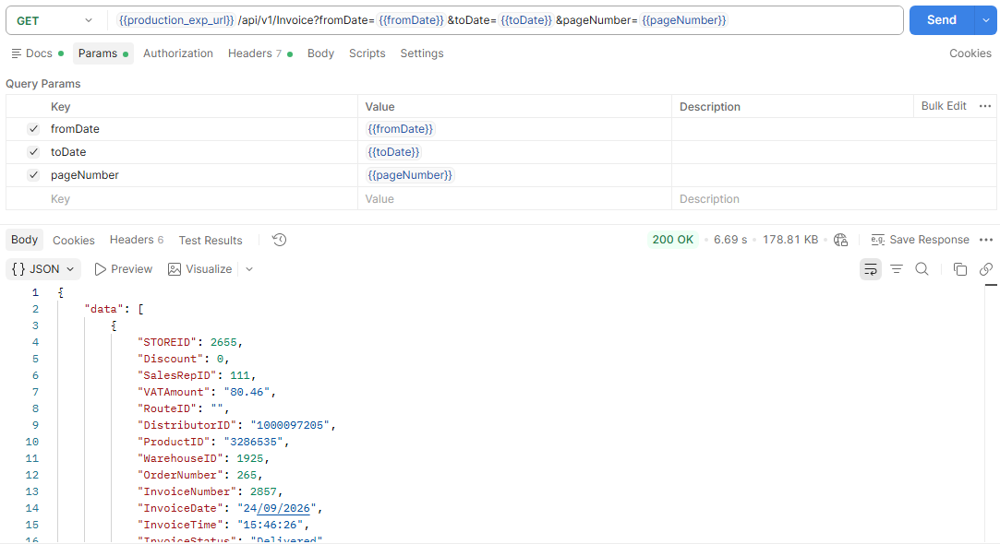 GET {{production_exp_url}} /api/v1/Invoice?fromDate= {{fromDate}} &toDate= {{toDate}} &pageNumber= {{pageNumber}} Send
Docs Params Authorization Headers 7 Body Scripts Settings Cookies
Query Params
Key Value Description Bulk Edit
fromDate {{fromDate}}
toDate {{toDate}}
pageNumber {{pageNumber}}
Key Value Description
Body Cookies Headers 6 Test Results 200 OK 6.69 s 178.81 KB e.g. Save Response
{} JSON Preview Visualize
1 {
2 "data": [
3 {
4 "STOREID": 2655,
5 "Discount": 0,
6 "SalesRepID": 111,
7 "VATAmount": "80.46",
8 "RouteID": "",
9 "DistributorID": "1000097205",
10 "ProductID": "3286535",
11 "WarehouseID": 1925,
12 "OrderNumber": 265,
13 "InvoiceNumber": 2857,
14 "InvoiceDate": "24/09/2026",
15 "InvoiceTime": "15:46:26",
16 "InvoiceStatus": "Delivered"